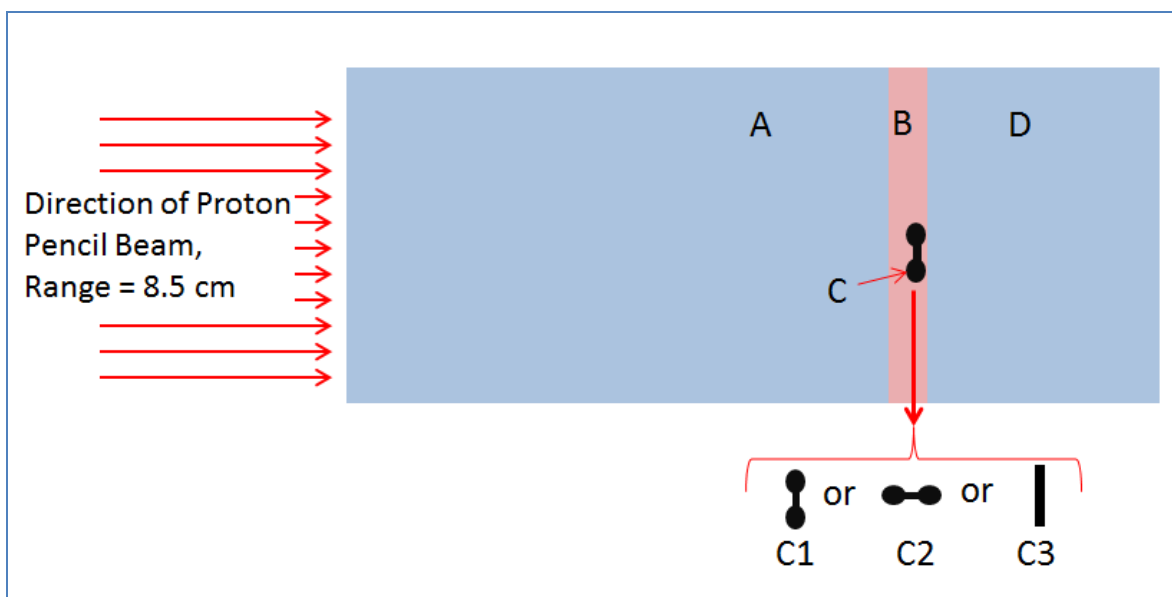 A
B
D
Direction of Proton
Pencil Beam,
Range = 8.5 cm
C
or
or
C1
C2
C3